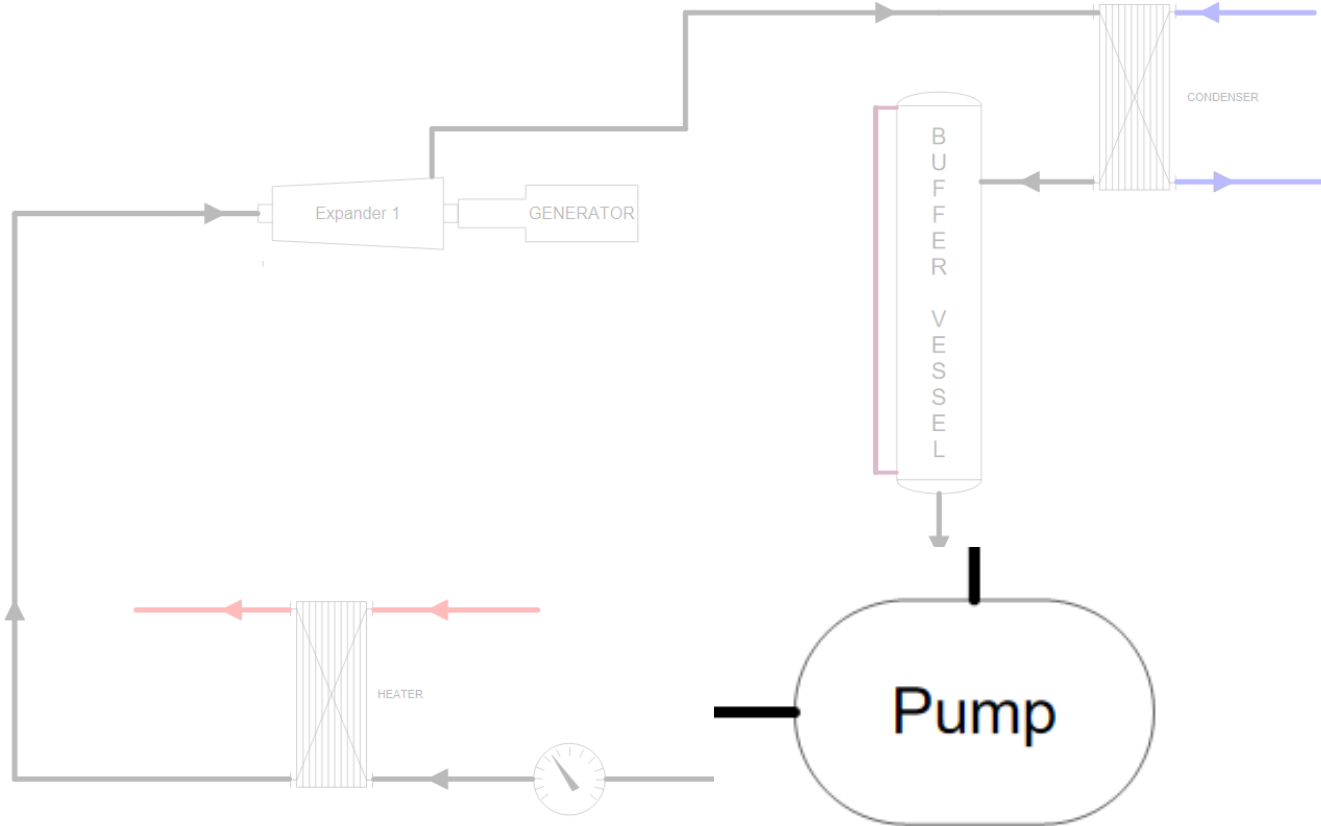 CONDENSER
BUFFER VESSEL
Expander 1
GENERATOR
HEATER
Pump